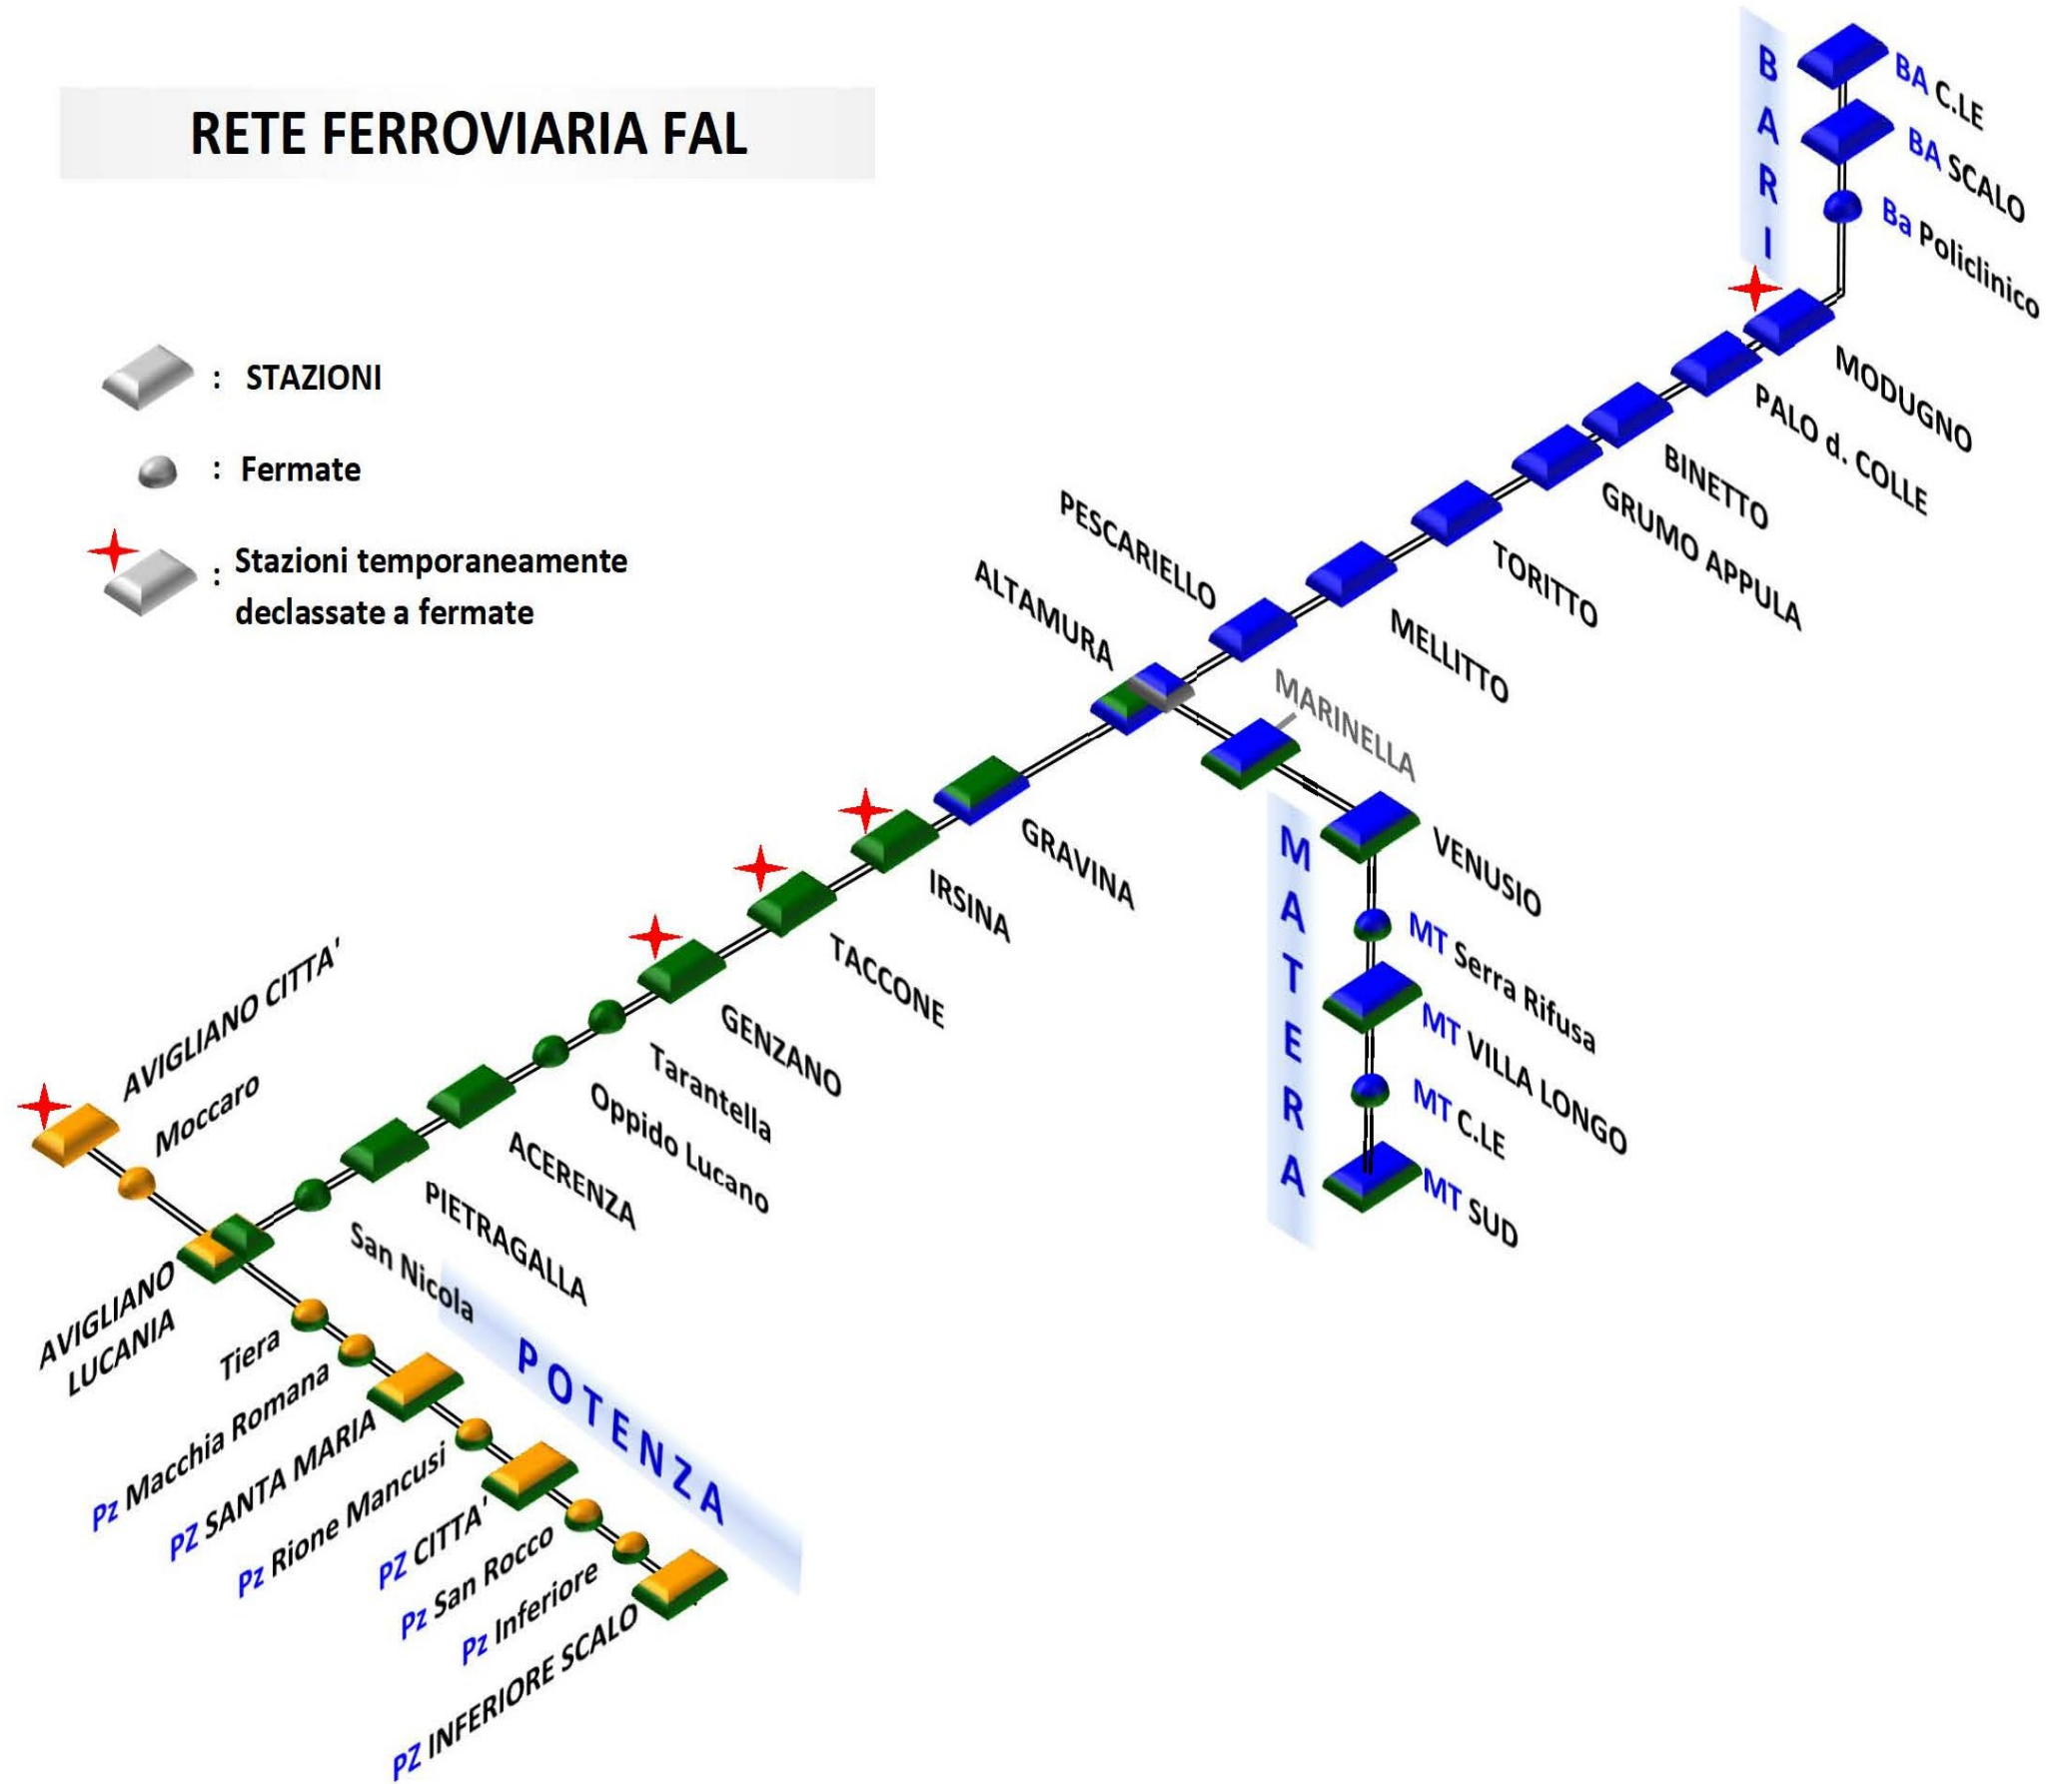 RETE FERROVIARIA FAL
: STAZIONI
: Fermate
: Stazioni temporaneamente
declassate a fermate
BARI
BA C.LE
BA SCALO
Ba Policlinico
MODUGNO
PALO d. COLLE
BINETTO
GRUMO APPULA
TORITTO
MELLITTO
PESCARIELLO
ALTAMURA
MARINELLA
MATERA
VENUSIO
MT Serra Rifusa
MT VILLA LONGO
MT C.LE
MT SUD
GRAVINA
IRSINA
TACCONE
GENZANO
Tarantella
Oppido Lucano
ACERENZA
PIETRAGALLA
San Nicola
AVIGLIANO CITTA'
Moccaro
AVIGLIANO
LUCANIA
POTENZA
Tiera
Pz Macchia Romana
PZ SANTA MARIA
Pz Rione Mancusi
PZ CITTA'
Pz San Rocco
Pz Inferiore
PZ INFERIORE SCALO